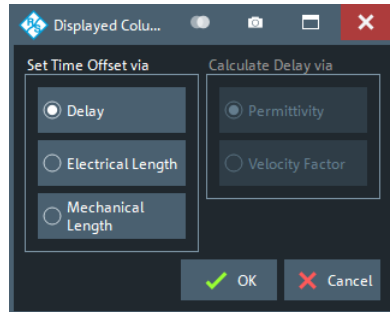 Displayed Colu...
Set Time Offset via
Calculate Delay via
Delay
Permittivity
Electrical Length
Velocity Factor
Mechanical
Length
OK
Cancel